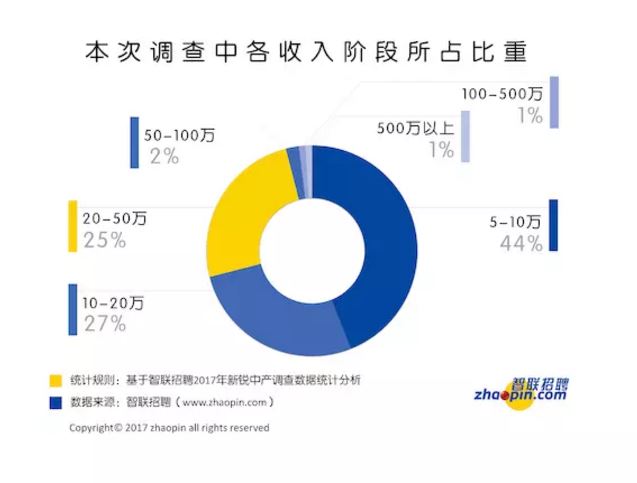 本次调查中各收入阶段所占比重
100-500万
1%
500万以上
1%
50-100万
2%
20-50万
25%
5-10万
44%
10-20万
27%
统计规则：基于智联招聘2017年新锐中产调查数据统计分析
数据来源：智联招聘（www.zhaopin.com）
智联招聘
zhaopin.com
Copyright© 2017 zhaopin all rights reserved